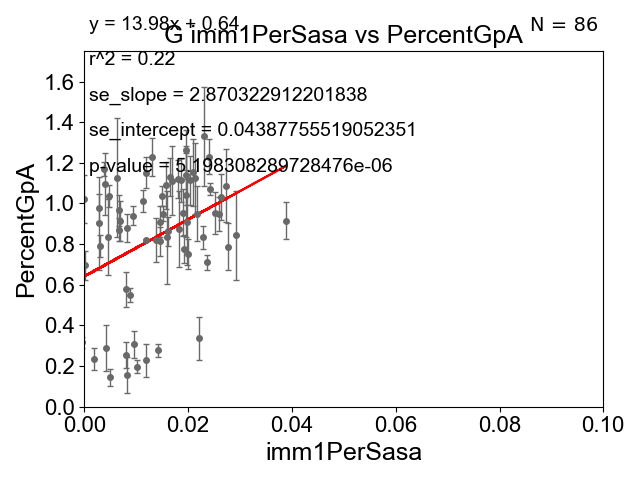 y = 13.98x + 0.64
N = 86
G imm1PerSasa vs PercentGpA
r^2 = 0.22
se_slope = 2.870322912201838
se_intercept = 0.04387755519052351
p-value = 5.198308289728476e-06
PercentGpA
1.6
1.4
1.2
1.0
0.8
0.6
0.4
0.2
0.0
0.00 0.02 0.04 0.06 0.08 0.10
imm1PerSasa